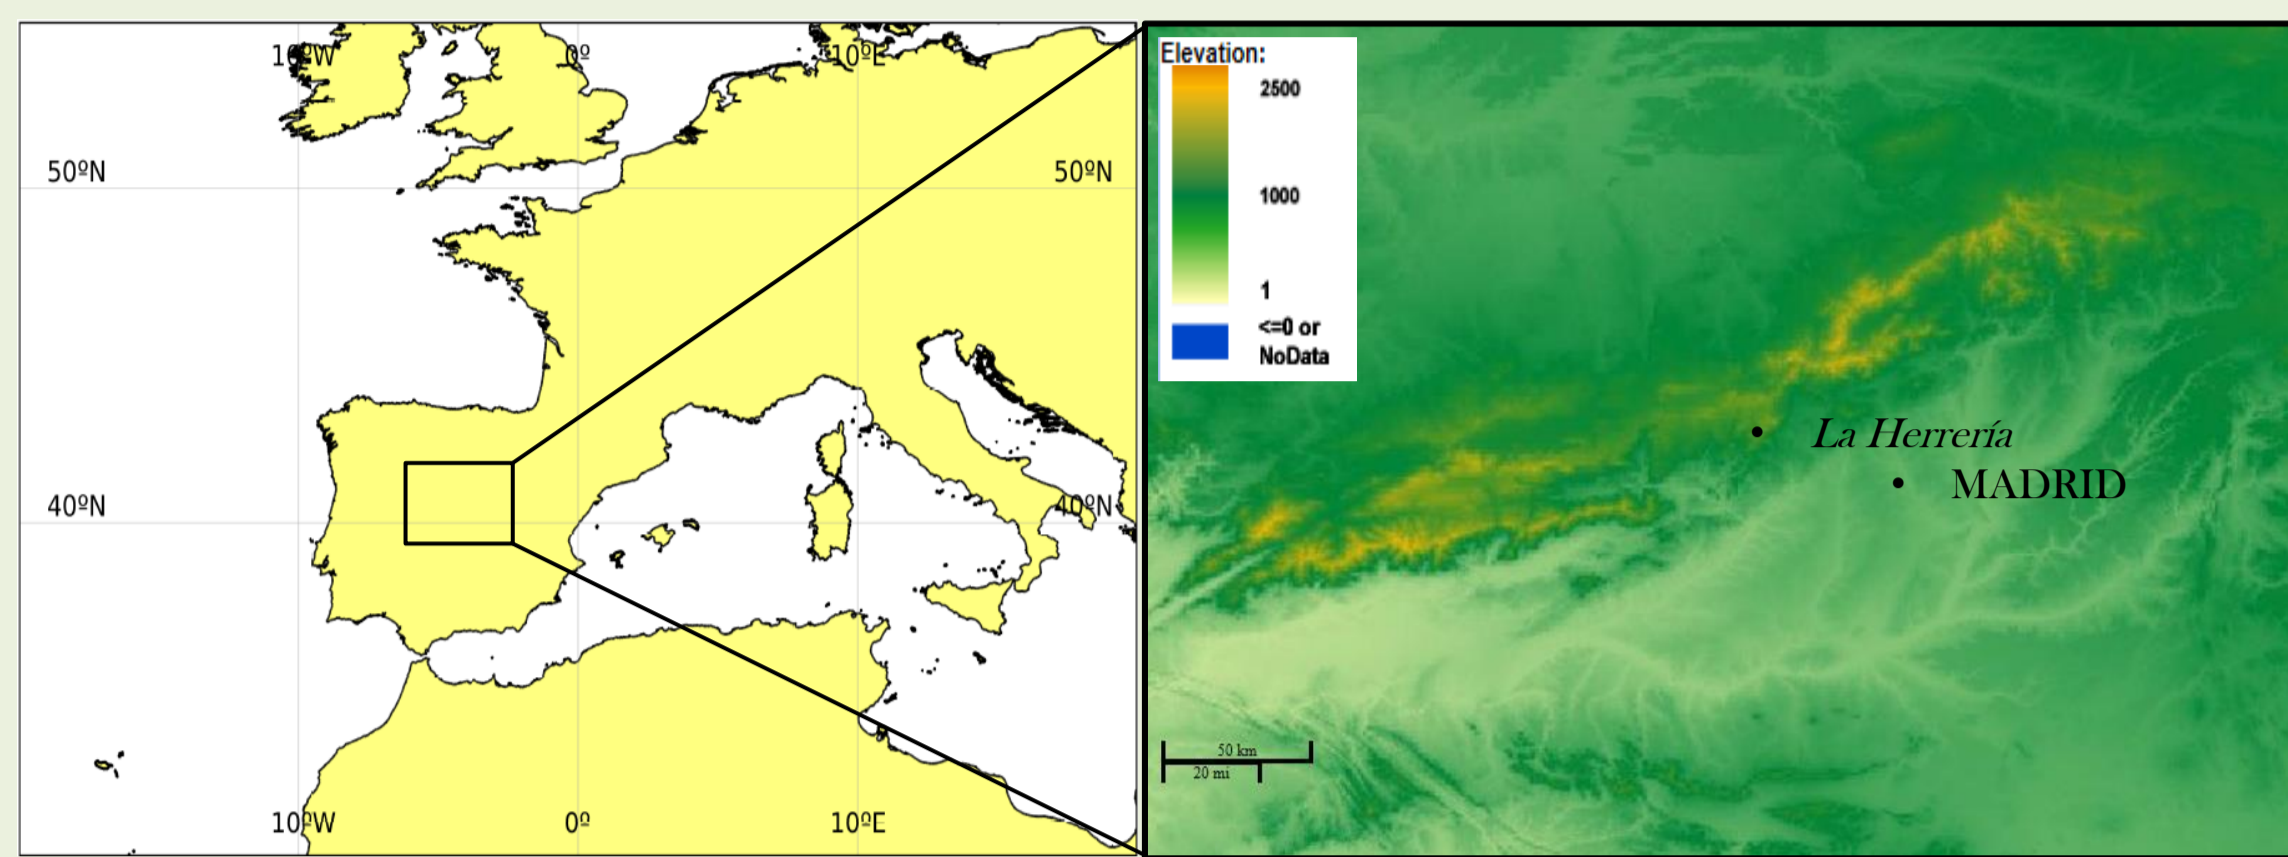 10ºW
0º
10ºE
50ºN
50ºN
40ºN
40ºN
10ºW
0º
10ºE
Elevation:
2500
1000
1
<=0 or
NoData
La Herrería
MADRID
50 km
20 mi